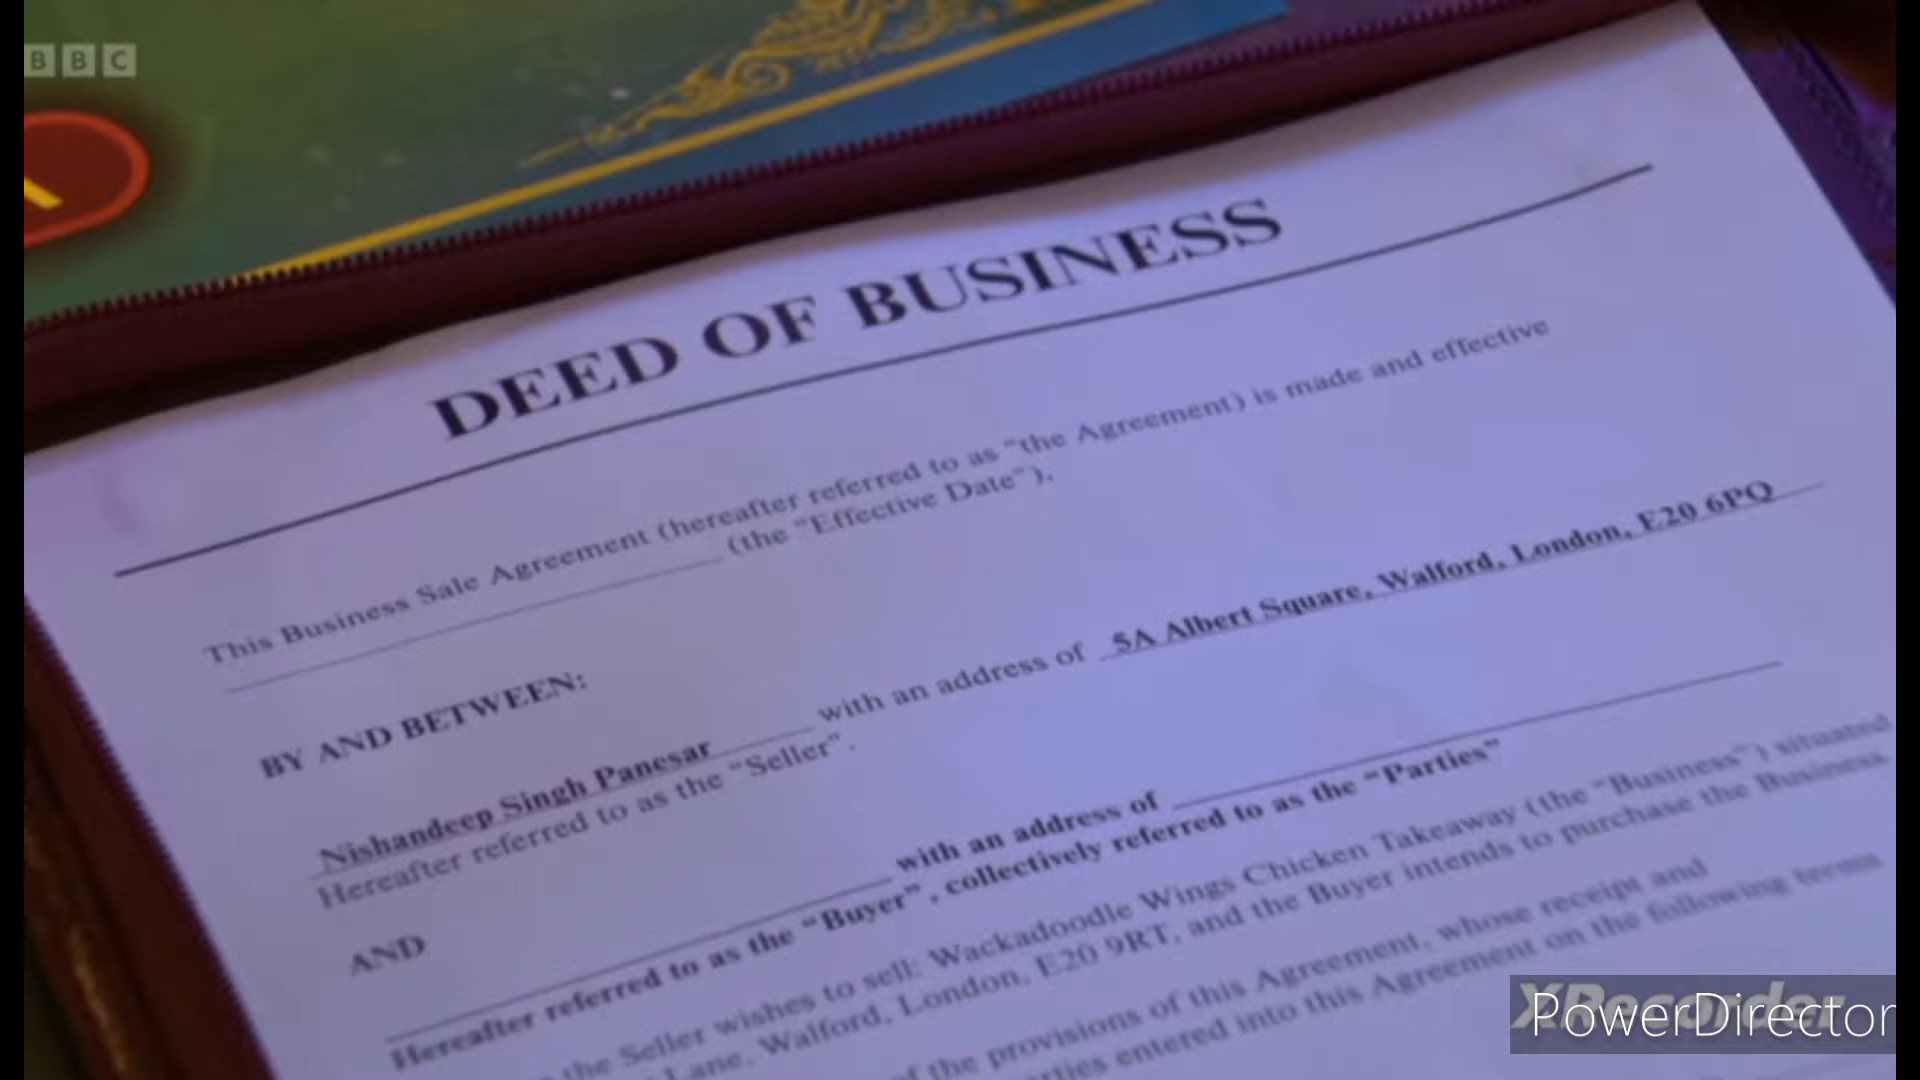 BBC
DEED OF BUSINESS
This Business Sale Agreement (hereafter referred to as "the Agreement) is made and effective
(the "Effective Date"),
BY AND BETWEEN:
Nishandeep Singh Panesar with an address of 5A Albert Square, Walford, London, E20 6PQ
Hereafter referred to as the "Seller".
AND
with an address of
Hereafter referred to as the "Buyer", collectively referred to as the "Parties"
the Seller wishes to sell: Wackadoodle Wings Chicken Takeaway (the "Business") situated
Lane, Walford, London, E20 9RT, and the Buyer intends to purchase the Business.
of the provisions of this Agreement, whose receipt and
entered into this Agreement on the following terms
XRecorder
PowerDirector